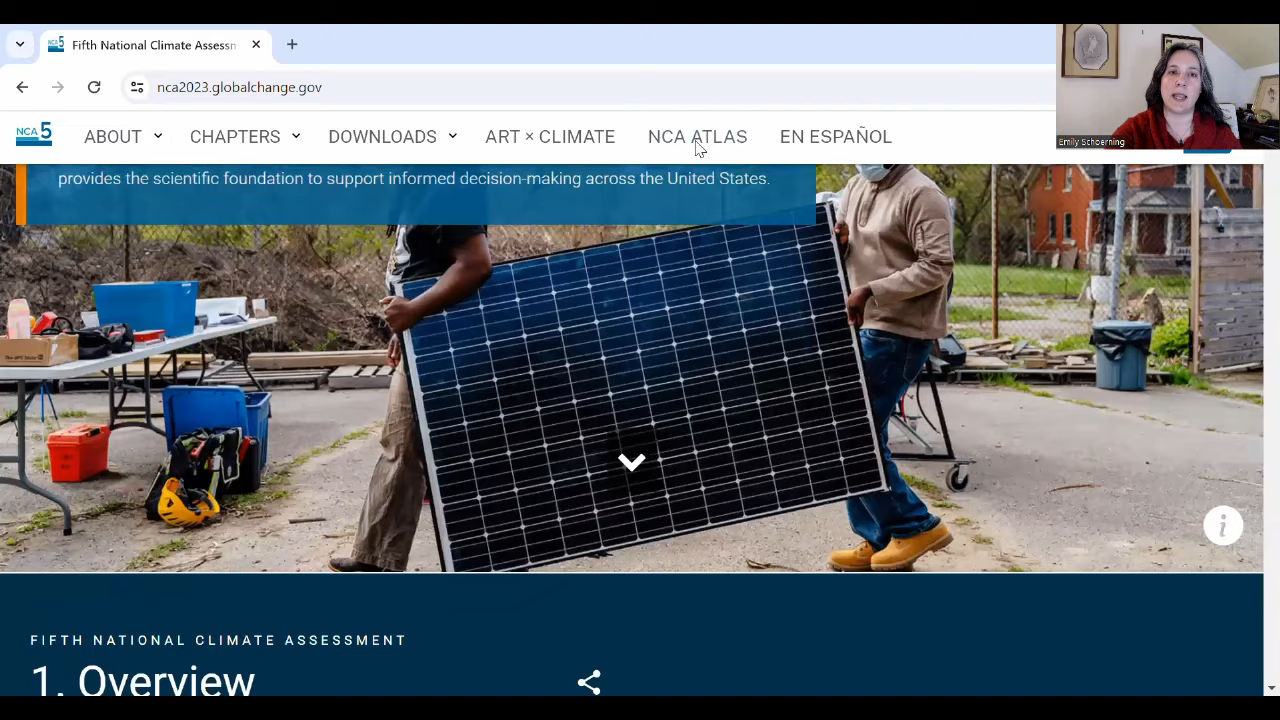 Fifth National Climate Assessm
nca2023.globalchange.gov
NCA 5
ABOUT
CHAPTERS
DOWNLOADS
ART × CLIMATE
NCA ATLAS
EN ESPAÑOL
Emily Schoerning
provides the scientific foundation to support informed decision-making across the United States.
FIFTH NATIONAL CLIMATE ASSESSMENT
1. Overview